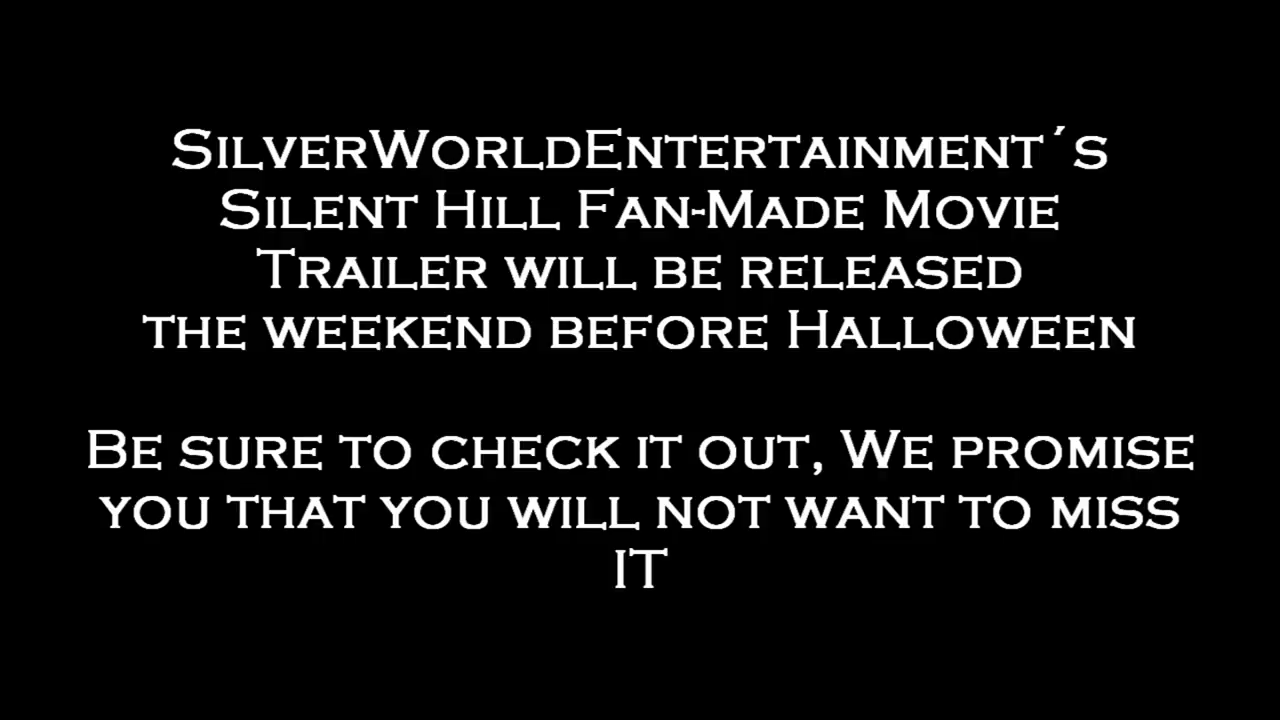 SilverWorldEntertainment´s
Silent Hill Fan-Made Movie
Trailer will be released
the weekend before Halloween
Be sure to check it out, We promise
you that you will not want to miss
it